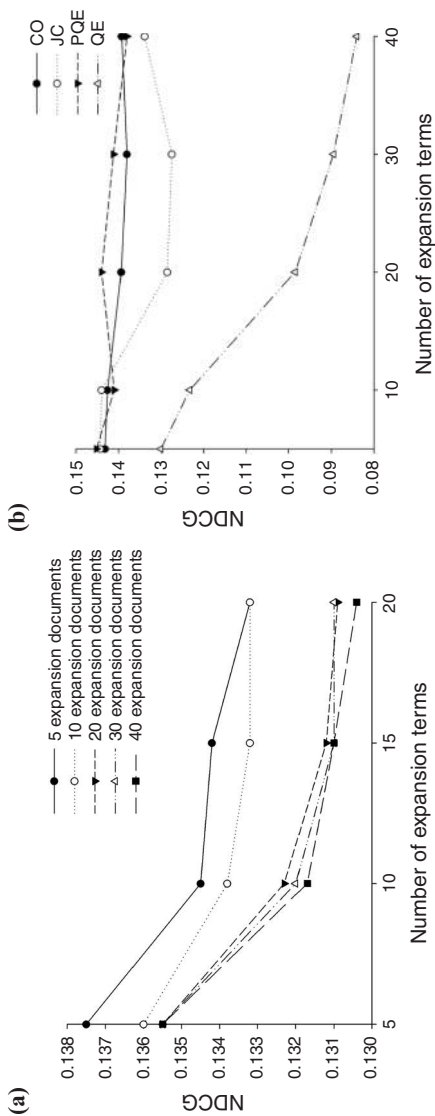 (a)
NDCG
0.138
0.137
0.136
0.135
0.134
0.133
0.132
0.131
0.130
5
10
15
20
Number of expansion terms
5 expansion documents
10 expansion documents
20 expansion documents
30 expansion documents
40 expansion documents
(b)
NDCG
0.15
0.14
0.13
0.12
0.11
0.10
0.09
0.08
10
20
30
40
Number of expansion terms
CO
JC
PQE
QE